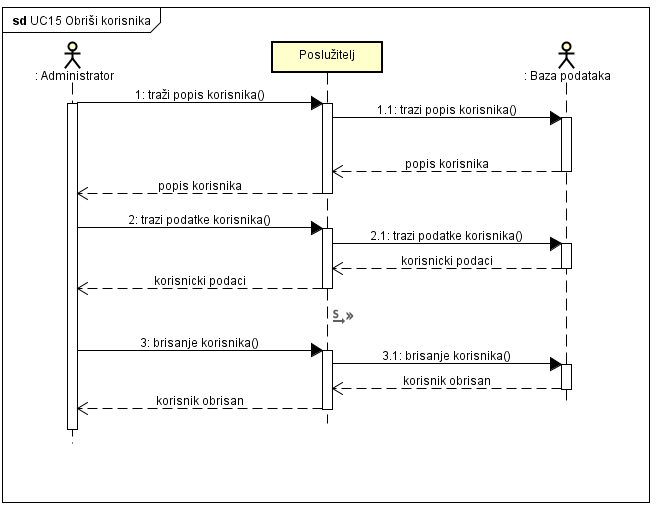 sd UC15 Obriši korisnika
: Administrator
Poslužitelj
: Baza podataka
1: traži popis korisnika()
1.1: trazi popis korisnika()
popis korisnika
popis korisnika
2: trazi podatke korisnika()
2.1: trazi podatke korisnika()
korisnicki podaci
korisnicki podaci
S »
3: brisanje korisnika()
3.1: brisanje korisnika()
korisnik obrisan
korisnik obrisan